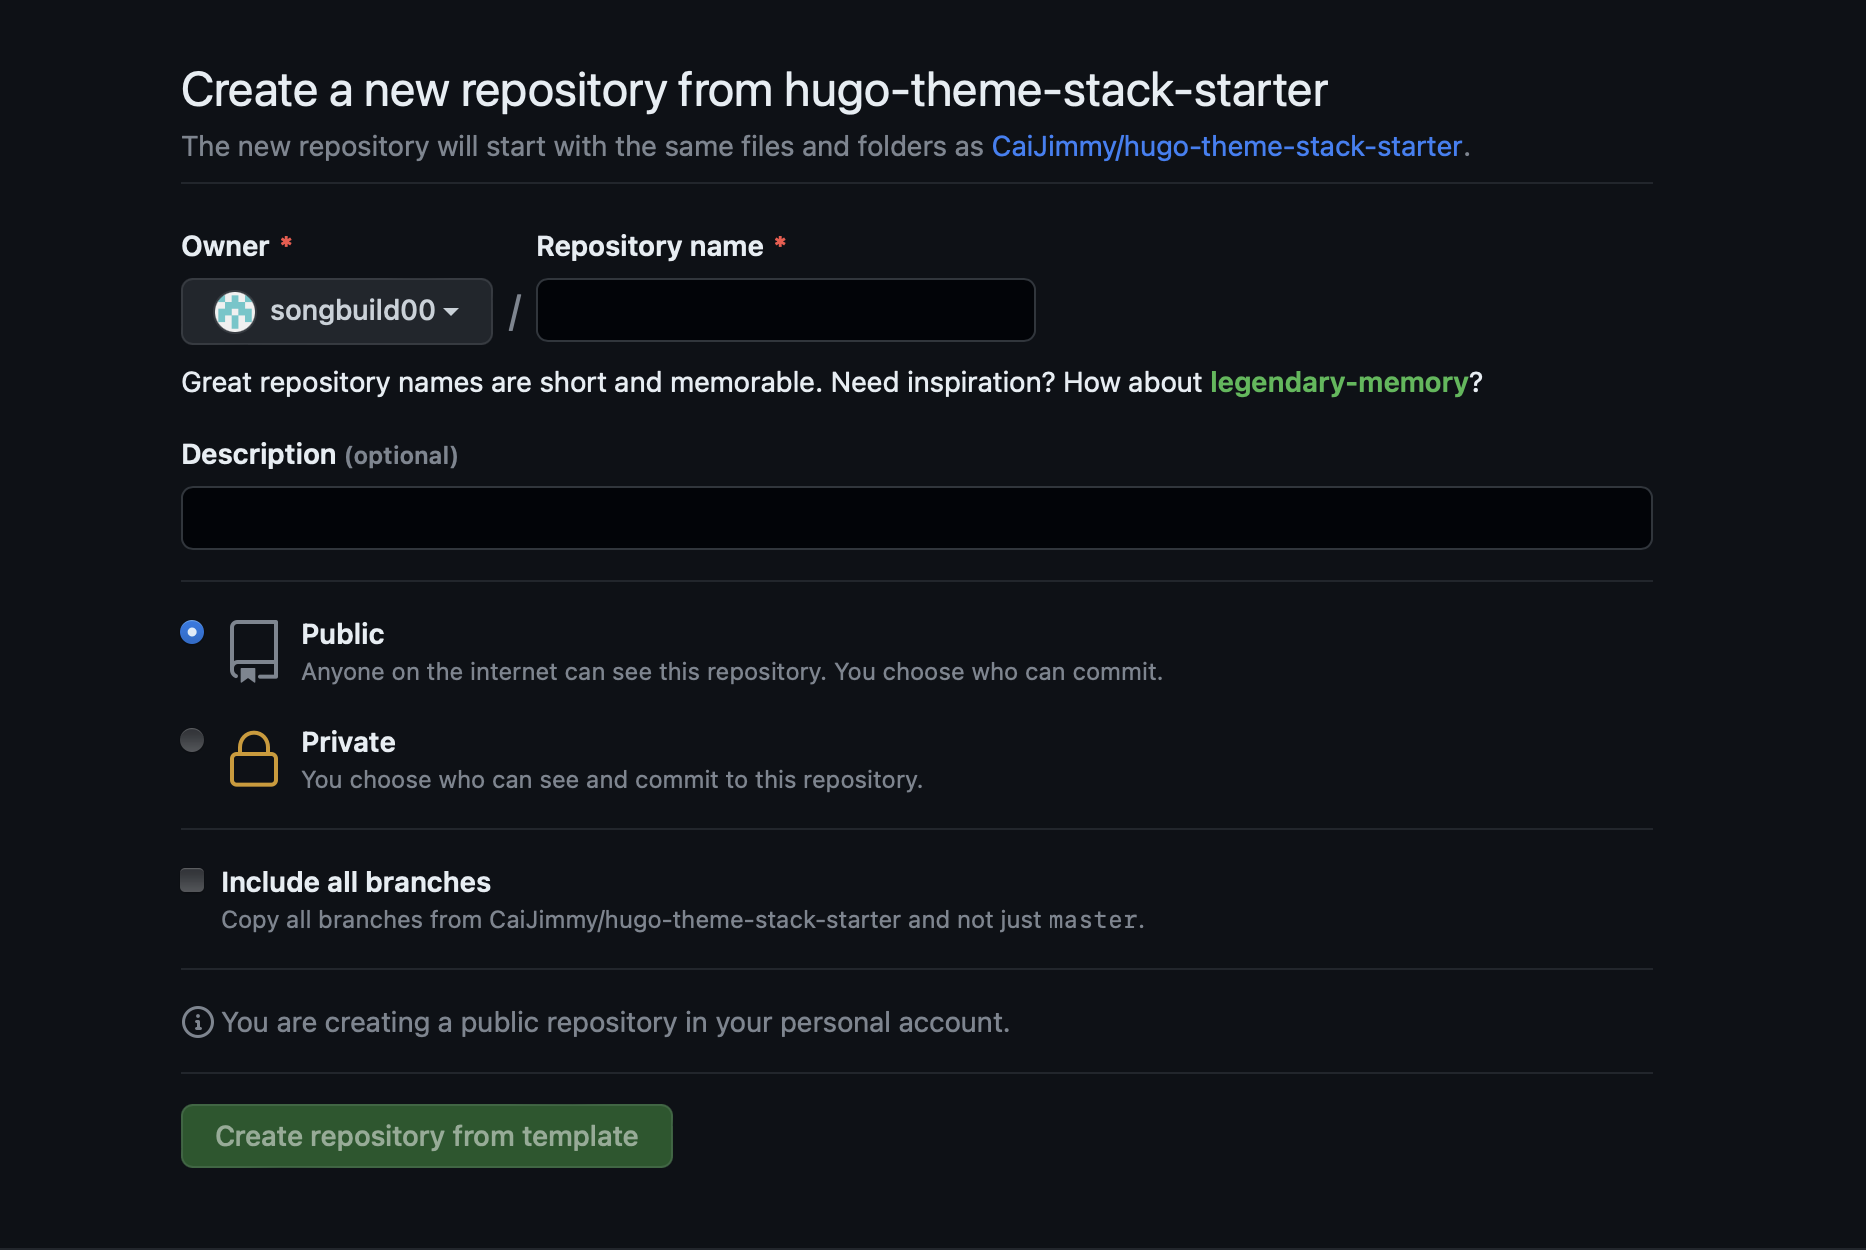 Create a new repository from hugo-theme-stack-starter
The new repository will start with the same files and folders as CaiJimmy/hugo-theme-stack-starter.
Owner * Repository name *
songbuild00 /
Great repository names are short and memorable. Need inspiration? How about legendary-memory?
Description (optional)
Public
Anyone on the internet can see this repository. You choose who can commit.
Private
You choose who can see and commit to this repository.
Include all branches
Copy all branches from CaiJimmy/hugo-theme-stack-starter and not just master.
You are creating a public repository in your personal account.
Create repository from template